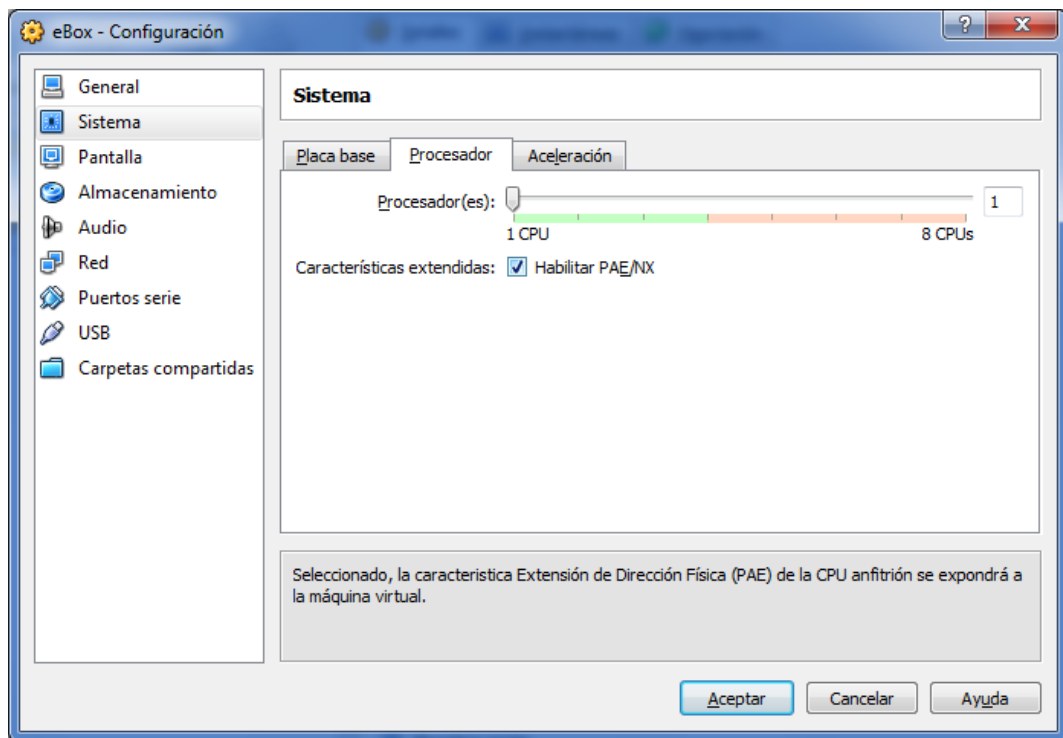 eBox - Configuración
General
Sistema
Pantalla
Almacenamiento
Audio
Red
Puertos serie
USB
Carpetas compartidas
Sistema
Placa base Procesador Aceleración
Procesador(es): 1
1 CPU 8 CPUs
Características extendidas: Habilitar PAE/NX
Seleccionado, la caracteristica Extensión de Dirección Física (PAE) de la CPU anfitrión se expondrá a
la máquina virtual.
Aceptar Cancelar Ayuda